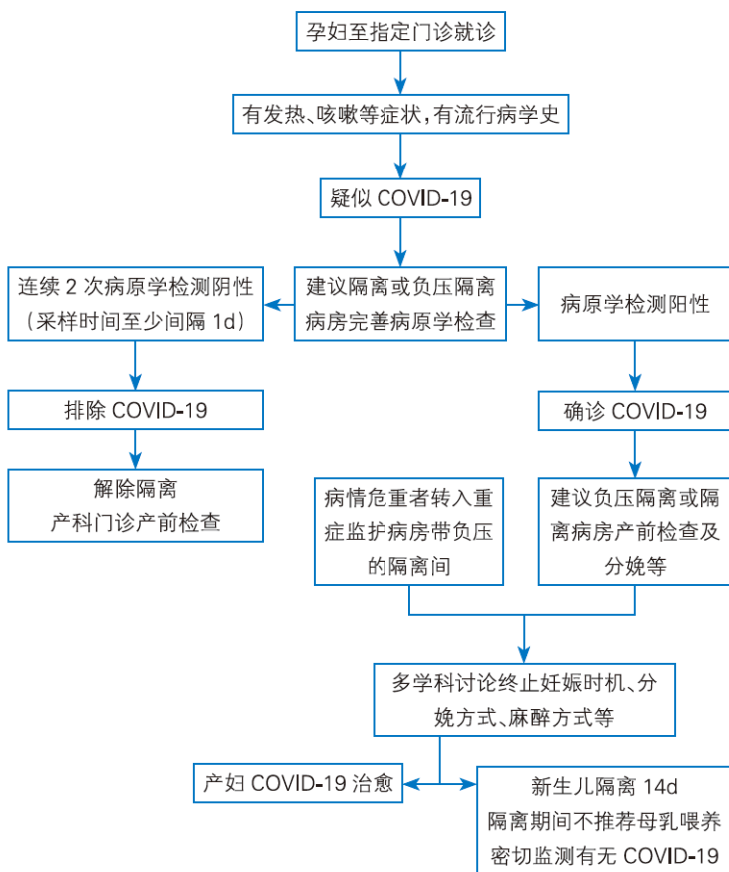 孕妇至指定门诊就诊
有发热、咳嗽等症状,有流行病学史
疑似 COVID-19
连续 2 次病原学检测阴性
（采样时间至少间隔 1d）
建议隔离或负压隔离
病房完善病原学检查
病原学检测阳性
排除 COVID-19
确诊 COVID-19
解除隔离
产科门诊产前检查
病情危重者转入重
症监护病房带负压
的隔离间
建议负压隔离或隔
离病房产前检查及
分娩等
多学科讨论终止妊娠时机、分
娩方式、麻醉方式等
产妇 COVID-19 治愈
新生儿隔离 14d
隔离期间不推荐母乳喂养
密切监测有无 COVID-19